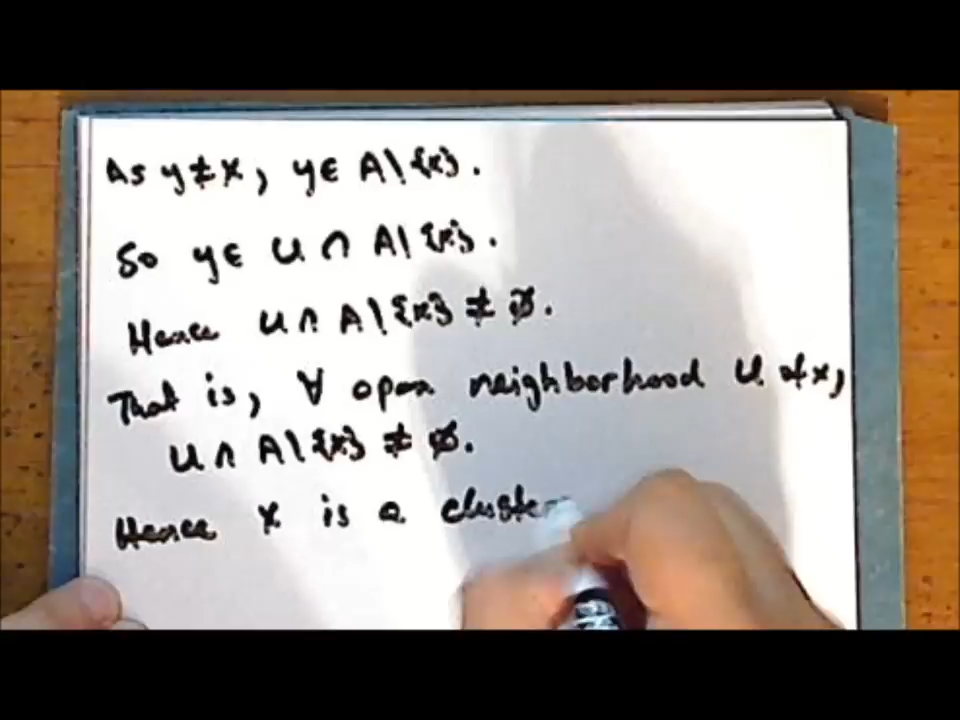 As y≠x, y∈ A\{x}.
So y∈ U ∩ A\{x}.
Hence U∩ A\{x} ≠ ∅.
That is, ∀ open neighborhood U of x,
U∩ A\{x} ≠ ∅.
Hence x is a cluster